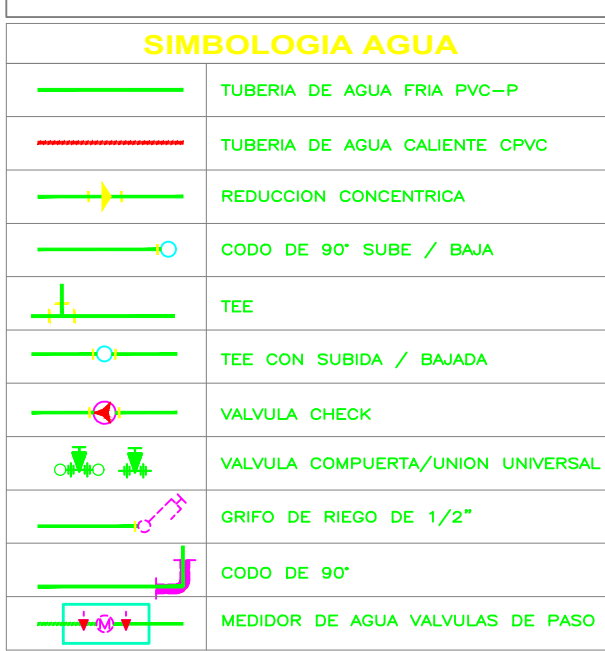 SIMBOLOGIA AGUA
TUBERIA DE AGUA FRIA PVC-P
TUBERIA DE AGUA CALIENTE CPVC
REDUCCION CONCENTRICA
CODO DE 90° SUBE / BAJA
TEE
TEE CON SUBIDA / BAJADA
VALVULA CHECK
VALVULA COMPUERTA/UNION UNIVERSAL
GRIFO DE RIEGO DE 1/2"
CODO DE 90°
M
MEDIDOR DE AGUA VALVULAS DE PASO